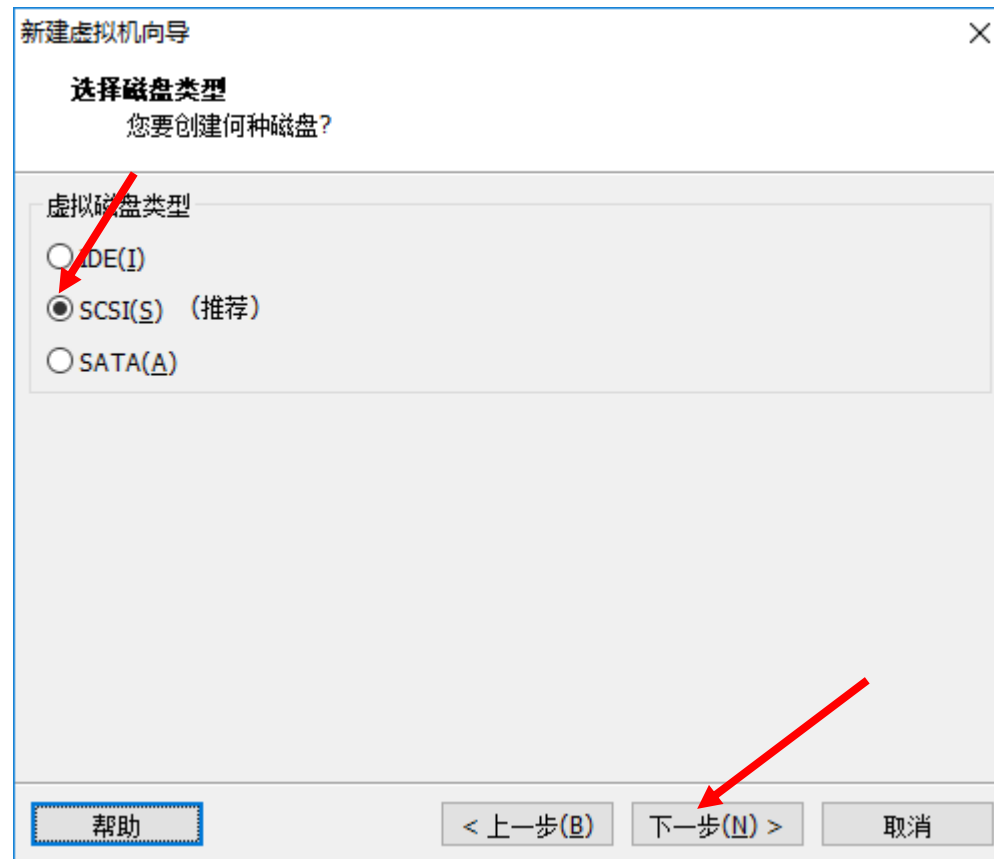 新建虚拟机向导
选择磁盘类型
您要创建何种磁盘?
虚拟磁盘类型
IDE(I)
SCSI(S) （推荐）
SATA(A)
帮助 < 上一步(B) 下一步(N) > 取消